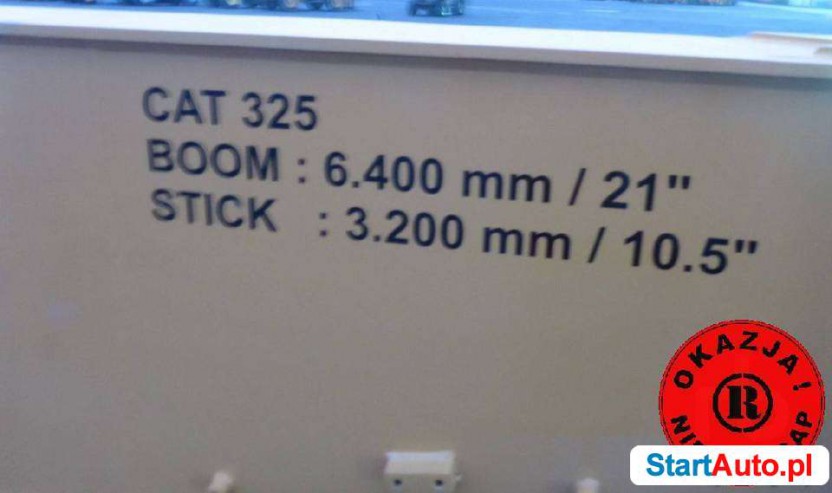 CAT 325
BOOM : 6.400 mm / 21"
STICK : 3.200 mm / 10.5"
OKAZJA!
R
StartAuto.pl